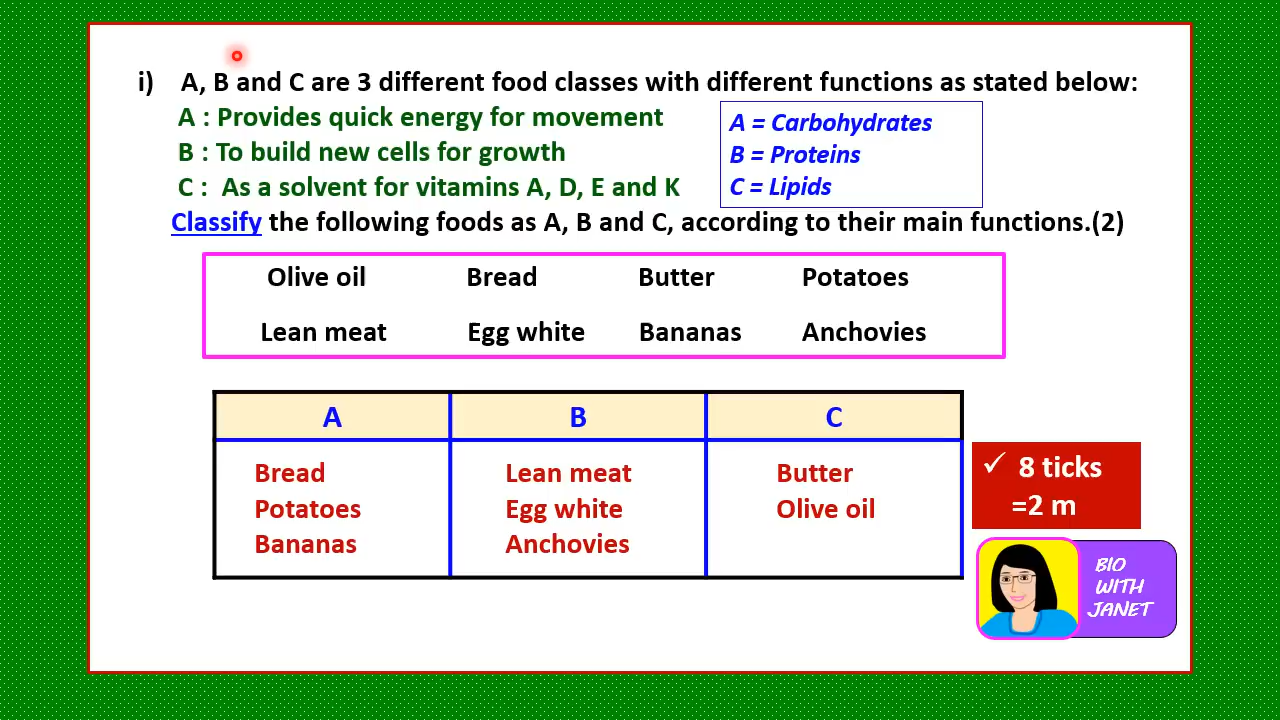 i) A, B and C are 3 different food classes with different functions as stated below:
A : Provides quick energy for movement
B : To build new cells for growth
C : As a solvent for vitamins A, D, E and K
A = Carbohydrates
B = Proteins
C = Lipids
Classify the following foods as A, B and C, according to their main functions.(2)
Olive oil Bread Butter Potatoes
Lean meat Egg white Bananas Anchovies
A B C
Bread Lean meat Butter
Potatoes Egg white Olive oil
Bananas Anchovies
✓ 8 ticks
=2 m
BIO
WITH
JANET